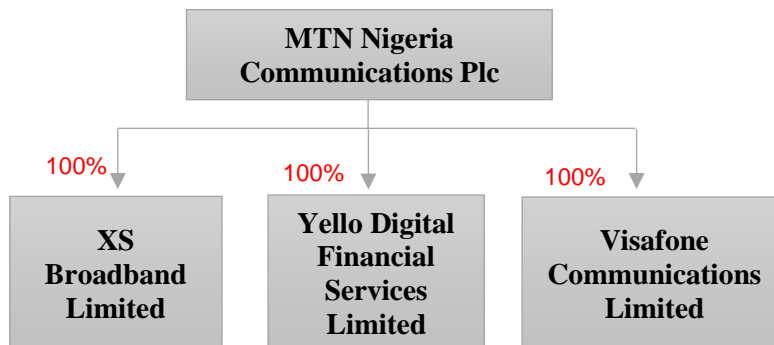 MTN Nigeria
Communications Plc
100%
100%
100%
XS
Broadband
Limited
Yello Digital
Financial
Services
Limited
Visafone
Communications
Limited